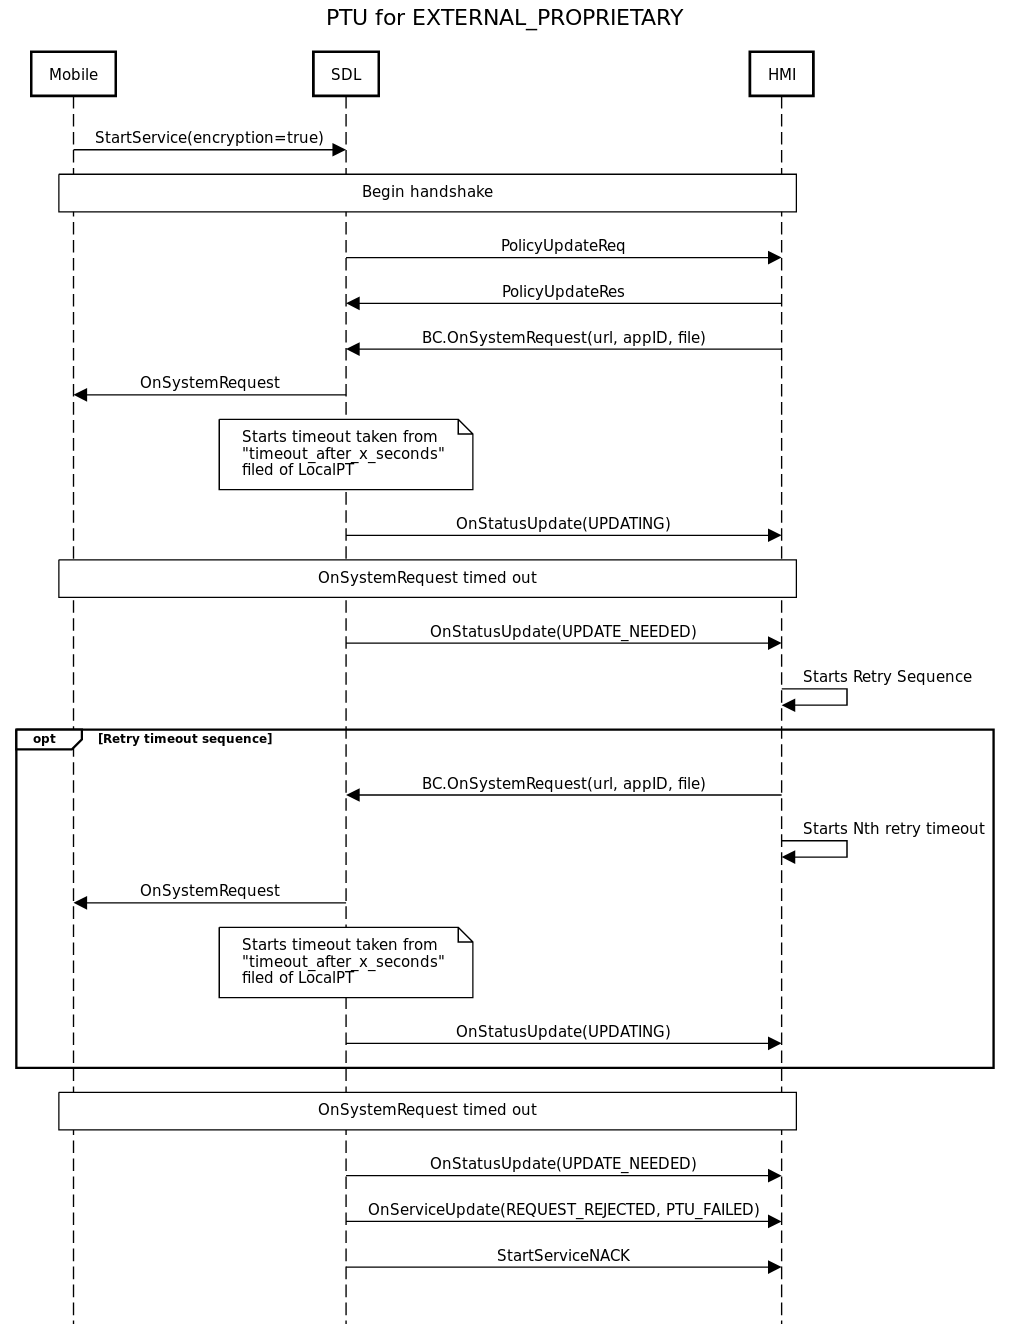 PTU for EXTERNAL_PROPRIETARY
Mobile
SDL
HMI
StartService(encryption=true)
Begin handshake
PolicyUpdateReq
PolicyUpdateRes
BC.OnSystemRequest(url, appID, file)
OnSystemRequest
Starts timeout taken from
"timeout_after_x_seconds"
filed of LocalPT
OnStatusUpdate(UPDATING)
OnSystemRequest timed out
OnStatusUpdate(UPDATE_NEEDED)
Starts Retry Sequence
opt [Retry timeout sequence]
BC.OnSystemRequest(url, appID, file)
Starts Nth retry timeout
OnSystemRequest
Starts timeout taken from
"timeout_after_x_seconds"
filed of LocalPT
OnStatusUpdate(UPDATING)
OnSystemRequest timed out
OnStatusUpdate(UPDATE_NEEDED)
OnServiceUpdate(REQUEST_REJECTED, PTU_FAILED)
StartServiceNACK